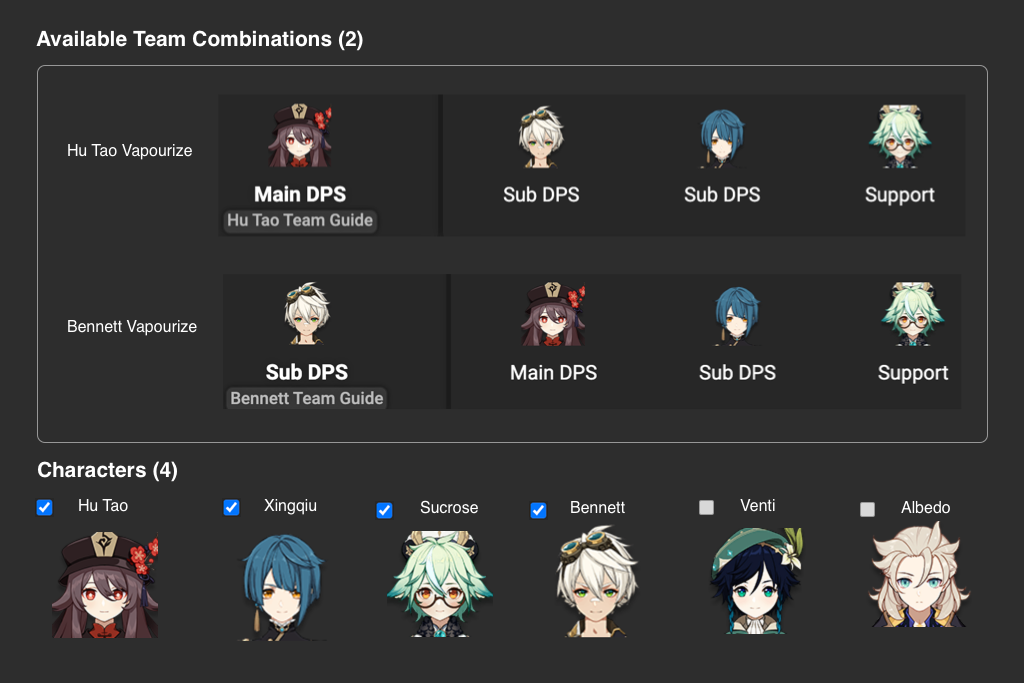 Available Team Combinations (2)
Hu Tao Vapourize
Main DPS
Hu Tao Team Guide
Sub DPS
Sub DPS
Support
Bennett Vapourize
Sub DPS
Bennett Team Guide
Main DPS
Sub DPS
Support
Characters (4)
Hu Tao
Xingqiu
Sucrose
Bennett
Venti
Albedo